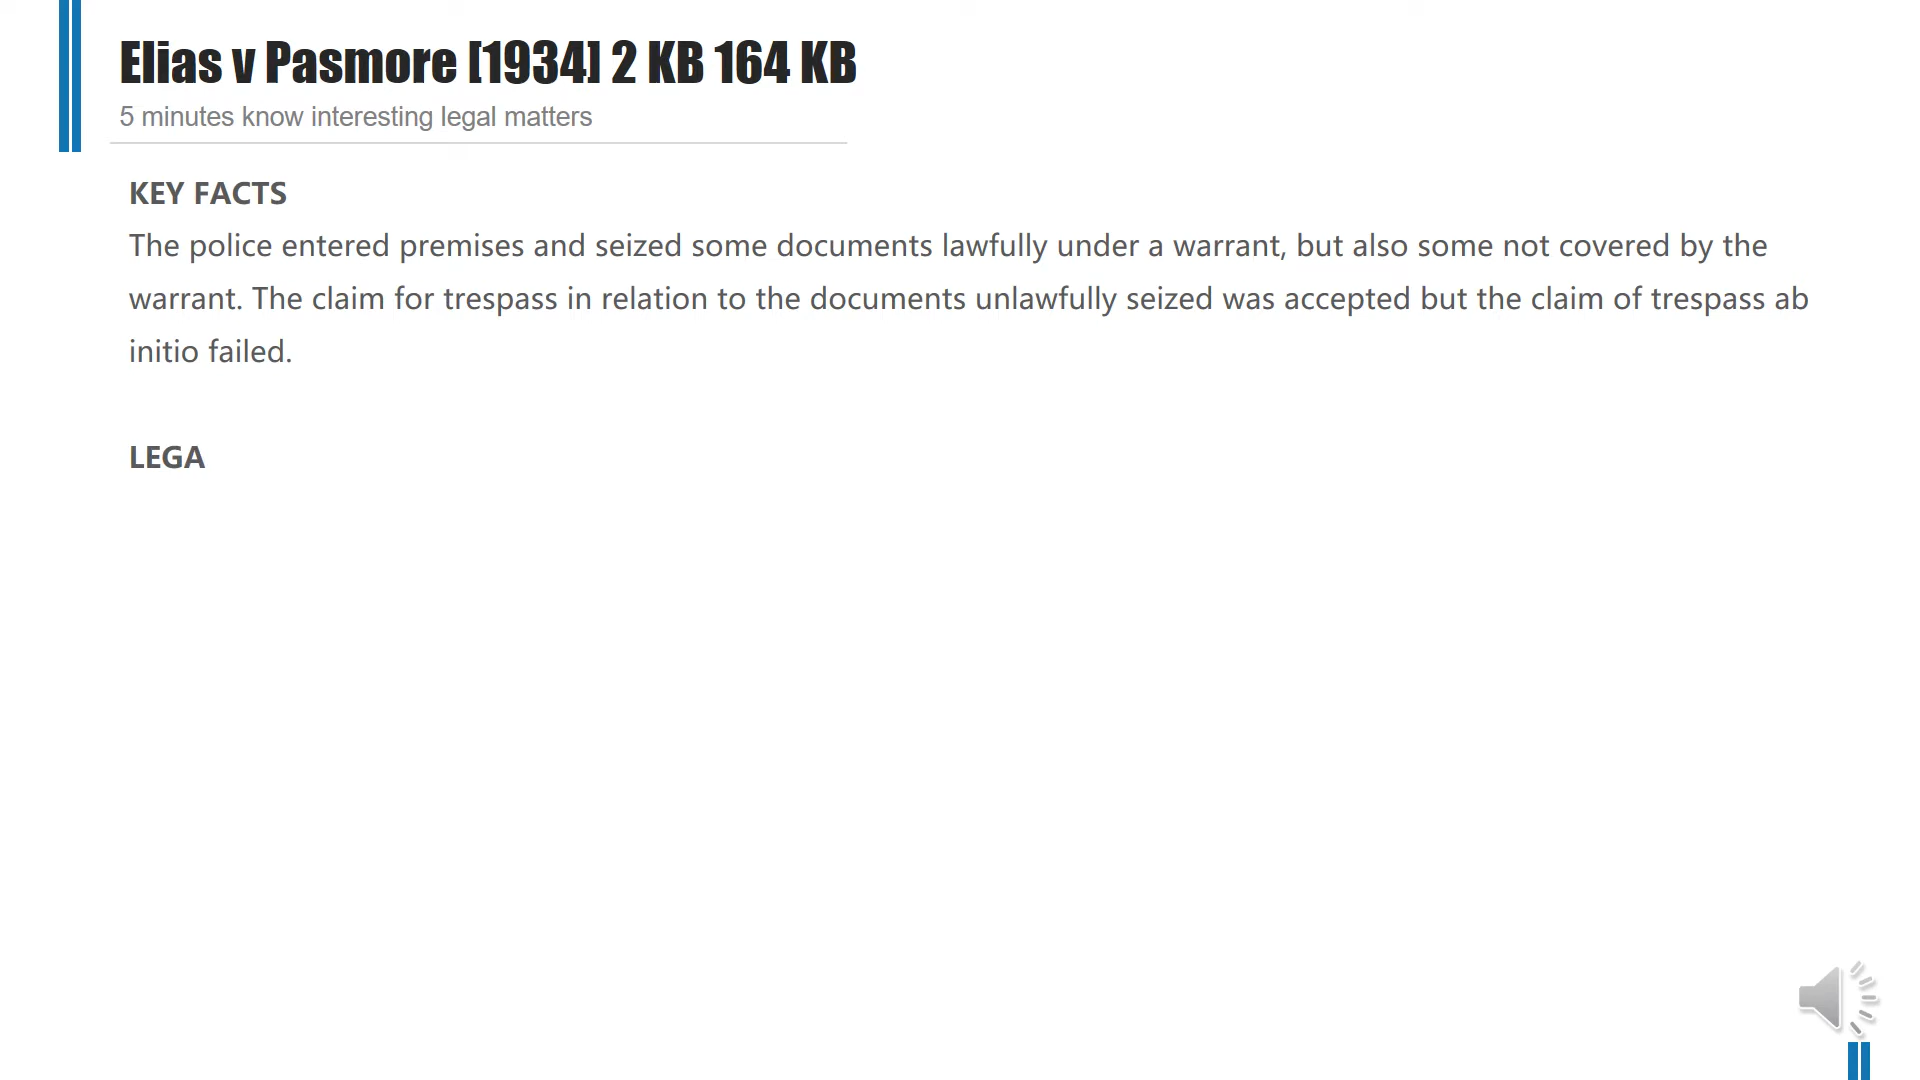 Elias v Pasmore [1934] 2 KB 164 KB
5 minutes know interesting legal matters
KEY FACTS
The police entered premises and seized some documents lawfully under a warrant, but also some not covered by the
warrant. The claim for trespass in relation to the documents unlawfully seized was accepted but the claim of trespass ab
initio failed.
LEGA